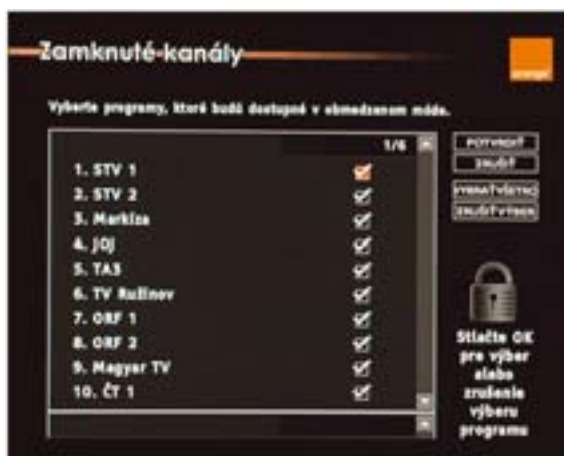 Zamknuté kanály
orange
Vyberte programy, ktoré budú dostupné v obmedzenom móde.
1/6
1. STV 1
2. STV 2
3. Markíza
4. JOJ
5. TA3
6. TV Ružinov
7. ORF 1
8. ORF 2
9. Magyar TV
10. ČT 1
POTVRDIŤ
ZRUŠIŤ
VYBRAŤ VŠETKO
ZRUŠIŤ VÝBER
Stlačte OK
pre výber
alebo
zrušenie
výberu
programu